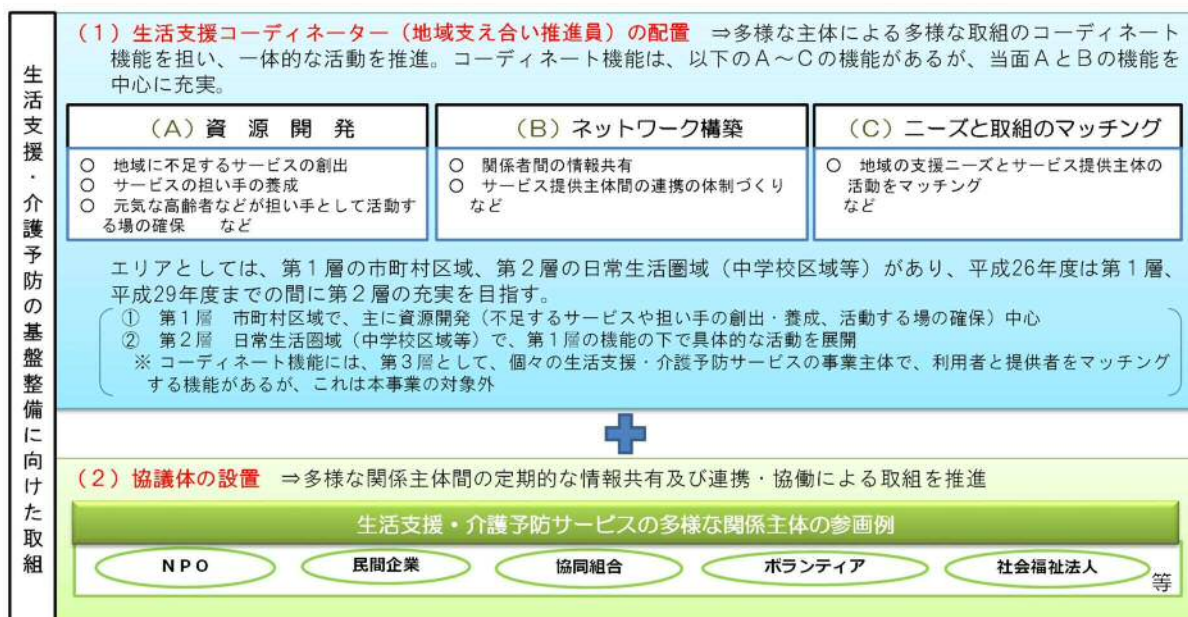 生活支援・介護予防の基盤整備に向けた取組
（１）生活支援コーディネーター（地域支え合い推進員）の配置　⇒多様な主体による多様な取組のコーディネート
機能を担い、一体的な活動を推進。コーディネート機能は、以下のＡ～Ｃの機能があるが、当面ＡとＢの機能を
中心に充実。
（A）資　源　開　発
○　地域に不足するサービスの創出
○　サービスの担い手の養成
○　元気な高齢者などが担い手として活動す
る場の確保　　など
（B）ネットワーク構築
○　関係者間の情報共有
○　サービス提供主体間の連携の体制づくり
など
（C）ニーズと取組のマッチング
○　地域の支援ニーズとサービス提供主体の
活動をマッチング
など
エリアとしては、第１層の市町村区域、第２層の日常生活圏域（中学校区域等）があり、平成26年度は第１層、
平成29年度までの間に第２層の充実を目指す。
①　第１層　市町村区域で、主に資源開発（不足するサービスや担い手の創出・養成、活動する場の確保）中心
②　第２層　日常生活圏域（中学校区域等）で、第１層の機能の下で具体的な活動を展開
※ コーディネート機能には、第３層として、個々の生活支援・介護予防サービスの事業主体で、利用者と提供者をマッチング
する機能があるが、これは本事業の対象外
（２）協議体の設置　⇒多様な関係主体間の定期的な情報共有及び連携・協働による取組を推進
生活支援・介護予防サービスの多様な関係主体の参画例
ＮＰＯ
民間企業
協同組合
ボランティア
社会福祉法人
等